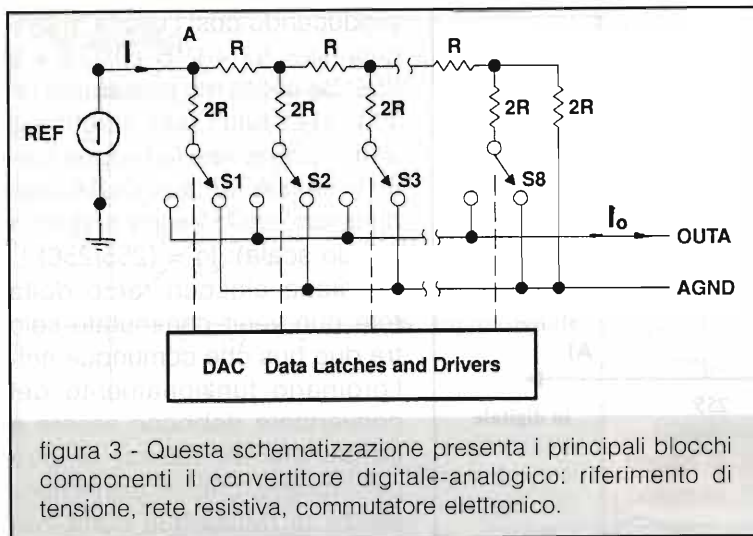 I
A
R
R
R
2R
2R
2R
2R
2R
REF
S1
S2
S3
S8
Io
OUTA
AGND
DAC Data Latches and Drivers
figura 3 - Questa schematizzazione presenta i principali blocchi
componenti il convertitore digitale-analogico: riferimento di
tensione, rete resistiva, commutatore elettronico.